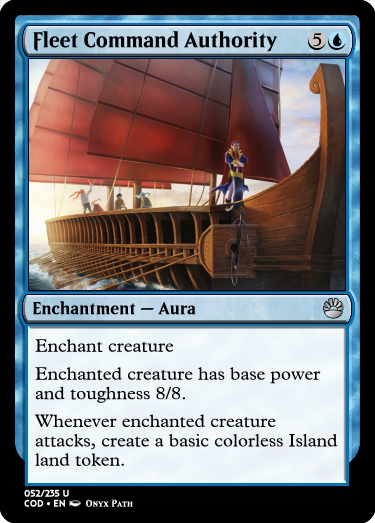 Fleet Command Authority 5
Enchantment — Aura
Enchant creature
Enchanted creature has base power
and toughness 8/8.
Whenever enchanted creature
attacks, create a basic colorless Island
land token.
052/235 U
COD • EN Onyx Path